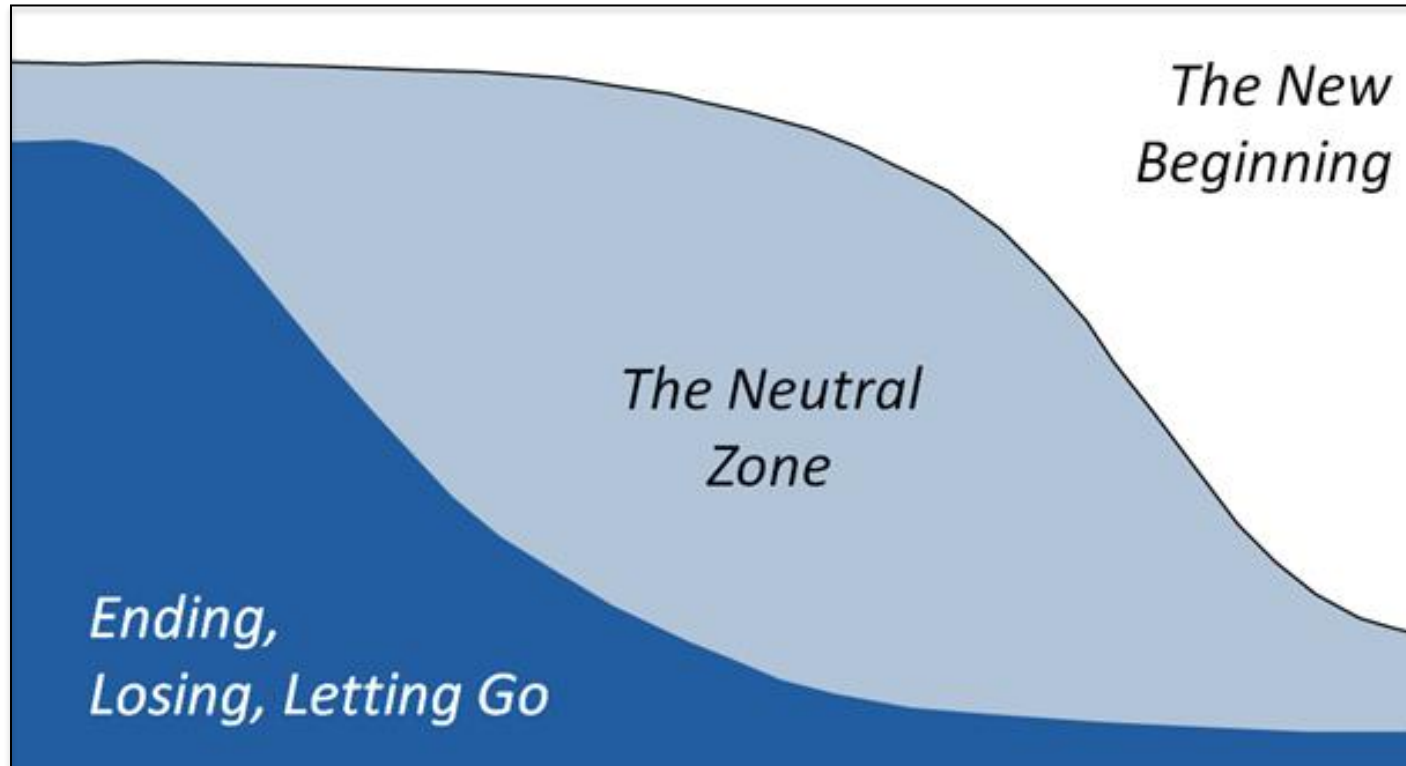 The New
Beginning
The Neutral
Zone
Ending,
Losing, Letting Go